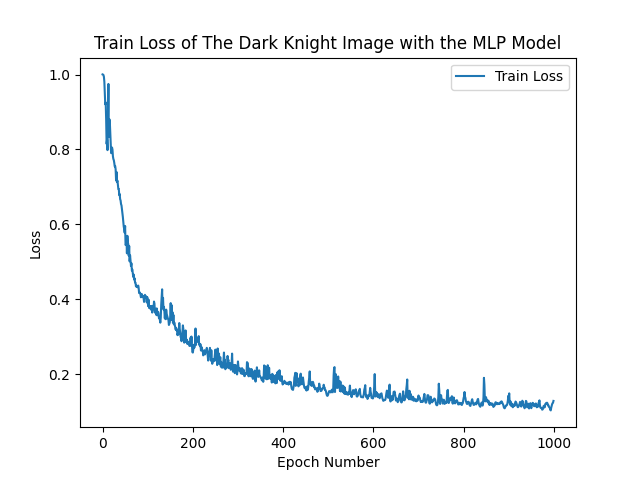 Train Loss of The Dark Knight Image with the MLP Model
Train Loss
1.0
0.8
0.6
0.4
0.2
Loss
0
200
400
600
800
1000
Epoch Number